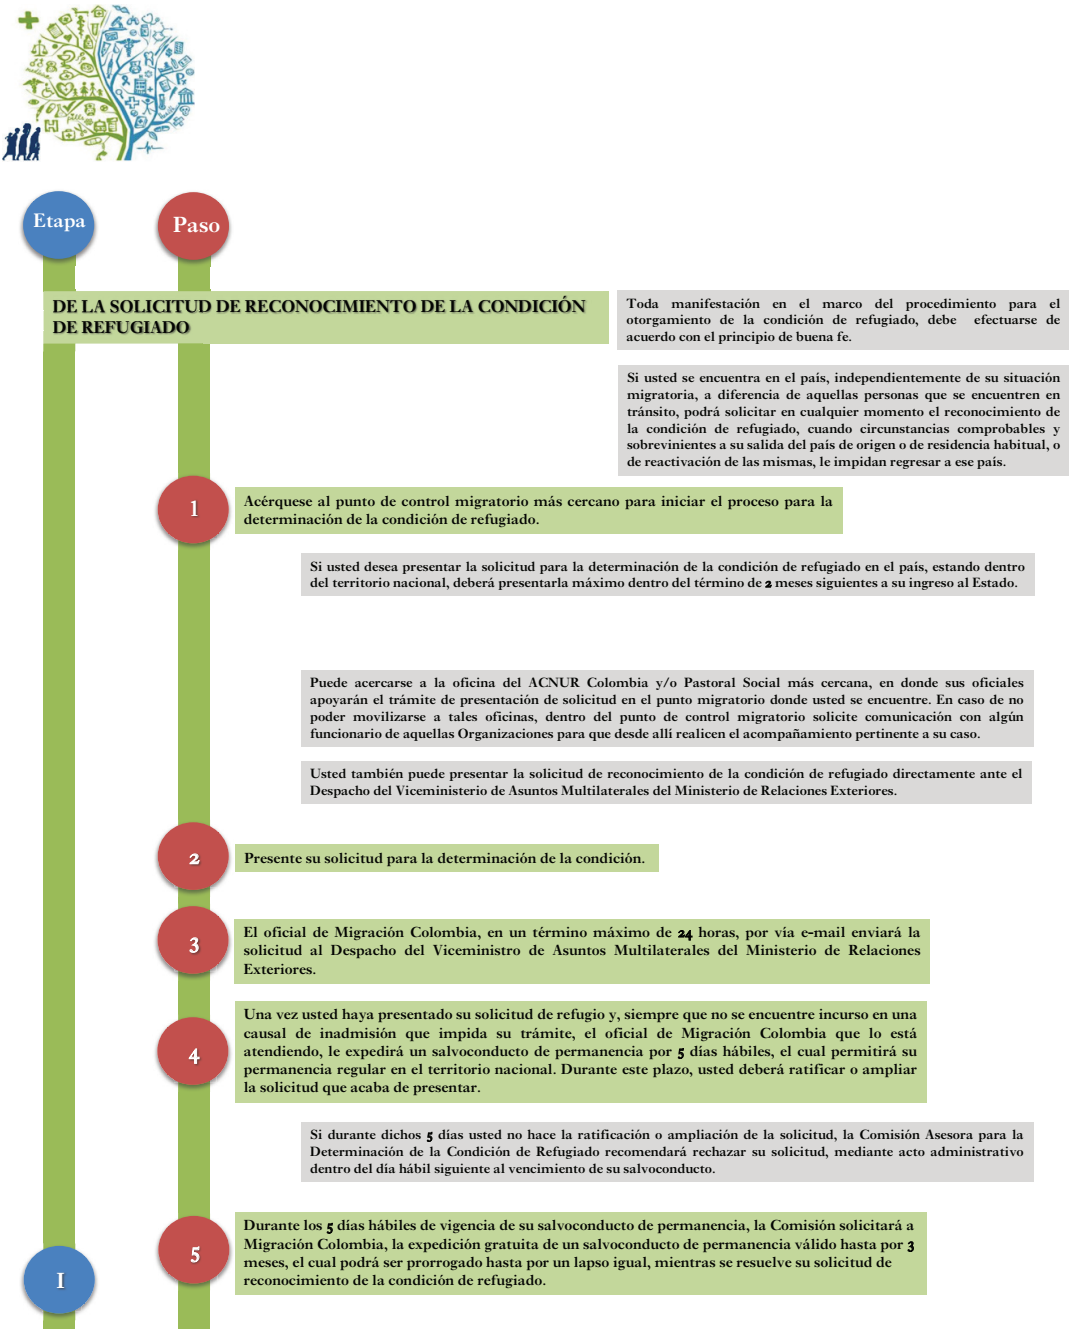 Etapa
Paso
DE LA SOLICITUD DE RECONOCIMIENTO DE LA CONDICIÓN
DE REFUGIADO
Toda manifestación en el marco del procedimiento para el
otorgamiento de la condición de refugiado, debe efectuarse de
acuerdo con el principio de buena fe.
Si usted se encuentra en el país, independientemente de su situación
migratoria, a diferencia de aquellas personas que se encuentren en
tránsito, podrá solicitar en cualquier momento el reconocimiento de
la condición de refugiado, cuando circunstancias comprobables y
sobrevinientes a su salida del país de origen o de residencia habitual, o
de reactivación de las mismas, le impidan regresar a ese país.
1
Acérquese al punto de control migratorio más cercano para iniciar el proceso para la
determinación de la condición de refugiado.
Si usted desea presentar la solicitud para la determinación de la condición de refugiado en el país, estando dentro
del territorio nacional, deberá presentarla máximo dentro del término de 2 meses siguientes a su ingreso al Estado.
Puede acercarse a la oficina del ACNUR Colombia y/o Pastoral Social más cercana, en donde sus oficiales
apoyarán el trámite de presentación de solicitud en el punto migratorio donde usted se encuentre. En caso de no
poder movilizarse a tales oficinas, dentro del punto de control migratorio solicite comunicación con algún
funcionario de aquellas Organizaciones para que desde allí realicen el acompañamiento pertinente a su caso.
Usted también puede presentar la solicitud de reconocimiento de la condición de refugiado directamente ante el
Despacho del Viceministerio de Asuntos Multilaterales del Ministerio de Relaciones Exteriores.
2
Presente su solicitud para la determinación de la condición.
3
El oficial de Migración Colombia, en un término máximo de 24 horas, por vía e-mail enviará la
solicitud al Despacho del Viceministro de Asuntos Multilaterales del Ministerio de Relaciones
Exteriores.
4
Una vez usted haya presentado su solicitud de refugio y, siempre que no se encuentre incurso en una
causal de inadmisión que impida su trámite, el oficial de Migración Colombia que lo está
atendiendo, le expedirá un salvoconducto de permanencia por 5 días hábiles, el cual permitirá su
permanencia regular en el territorio nacional. Durante este plazo, usted deberá ratificar o ampliar
la solicitud que acaba de presentar.
Si durante dichos 5 días usted no hace la ratificación o ampliación de la solicitud, la Comisión Asesora para la
Determinación de la Condición de Refugiado recomendará rechazar su solicitud, mediante acto administrativo
dentro del día hábil siguiente al vencimiento de su salvoconducto.
5
Durante los 5 días hábiles de vigencia de su salvoconducto de permanencia, la Comisión solicitará a
Migración Colombia, la expedición gratuita de un salvoconducto de permanencia válido hasta por 3
meses, el cual podrá ser prorrogado hasta por un lapso igual, mientras se resuelve su solicitud de
reconocimiento de la condición de refugiado.
I